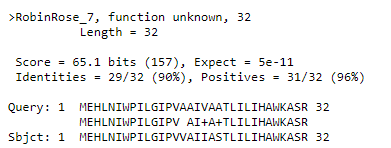 >RobinRose_7, function unknown, 32
Length = 32
Score = 65.1 bits (157), Expect = 5e-11
Identities = 29/32 (90%), Positives = 31/32 (96%)
Query: 1 MEHLNIWPILGIPVAAIVAATLILIHAWKASR 32
MEHLNIWPILGIPV AI+A+TLILIHAWKASR
Sbjct: 1 MEHLNIWPILGIPVVAIIASTLILIHAWKASR 32